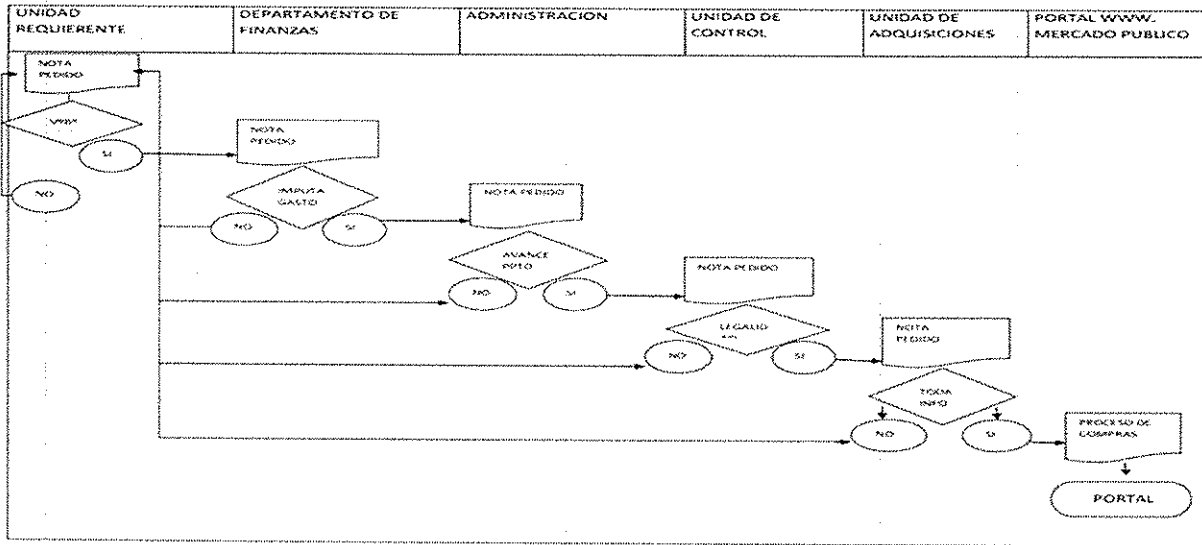 UNIDAD
REQUIERENTE
DEPARTAMENTO DE
FINANZAS
ADMINISTRACION
UNIDAD DE
CONTROL
UNIDAD DE
ADQUISICIONES
PORTAL WWW.
MERCADO PUBLICO
NOTA
PEDIDO
SI
NO
NOTA
PEDIDO
IMPUTA
GASTO
NO
SI
NOTA PEDIDO
AVANCE
PPTO
NO
SI
NOTA PEDIDO
LEGALID
NO
SI
NOTA
PEDIDO
TODA
INFO
NO
SI
PROCESO DE
COMPRAS
PORTAL